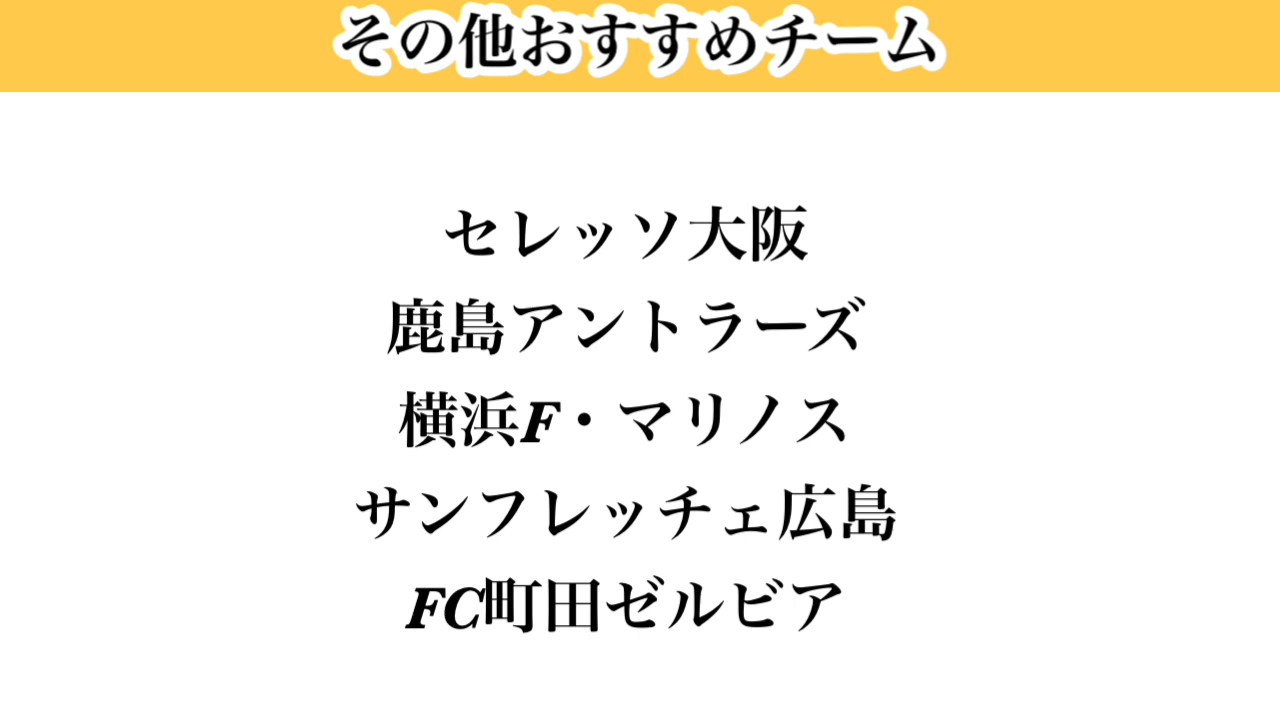 その他おすすめチーム
セレッソ大阪
鹿島アントラーズ
横浜F・マリノス
サンフレッチェ広島
FC町田ゼルビア